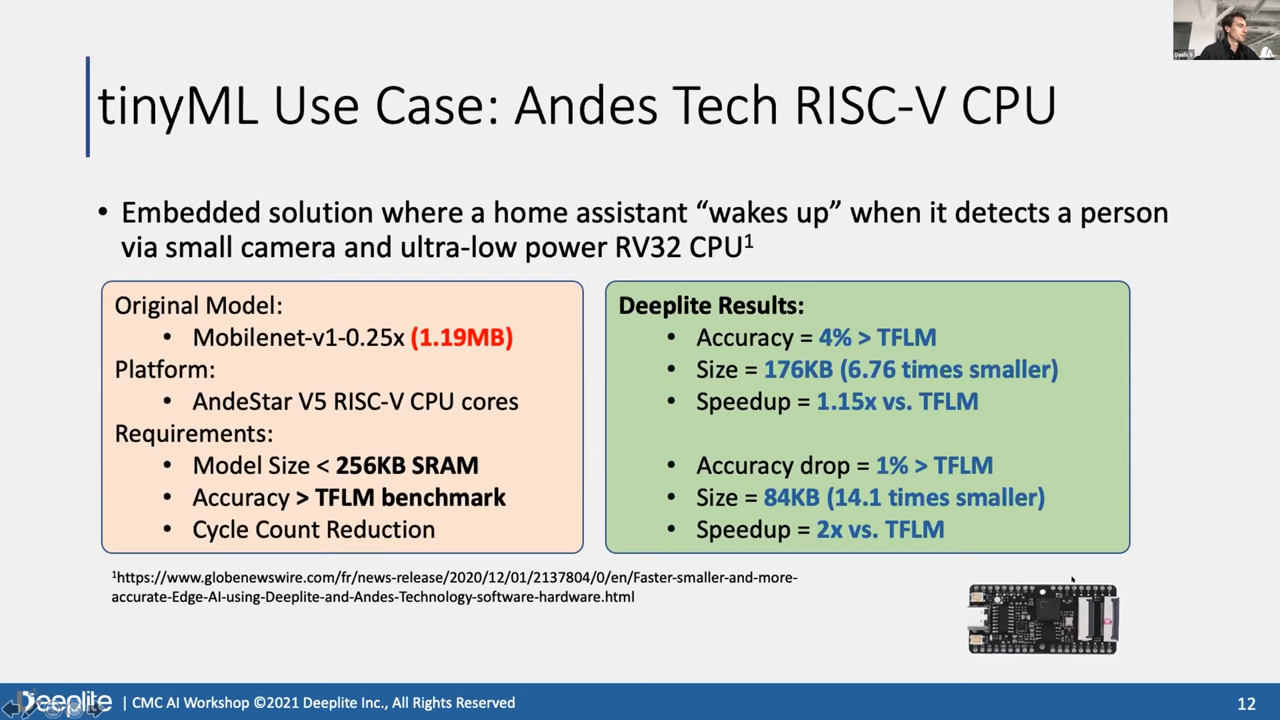 tinyML Use Case: Andes Tech RISC-V CPU
• Embedded solution where a home assistant “wakes up” when it detects a person
via small camera and ultra-low power RV32 CPU¹
Original Model:
• Mobilenet-v1-0.25x (1.19MB)
Platform:
• AndeStar V5 RISC-V CPU cores
Requirements:
• Model Size < 256KB SRAM
• Accuracy > TFLM benchmark
• Cycle Count Reduction
Deeplite Results:
• Accuracy = 4% > TFLM
• Size = 176KB (6.76 times smaller)
• Speedup = 1.15x vs. TFLM
• Accuracy drop = 1% > TFLM
• Size = 84KB (14.1 times smaller)
• Speedup = 2x vs. TFLM
¹https://www.globenewswire.com/fr/news-release/2020/12/01/2137804/0/en/Faster-smaller-and-more-
accurate-Edge-AI-using-Deeplite-and-Andes-Technology-software-hardware.html
Deeplite | CMC AI Workshop ©2021 Deeplite Inc., All Rights Reserved
12